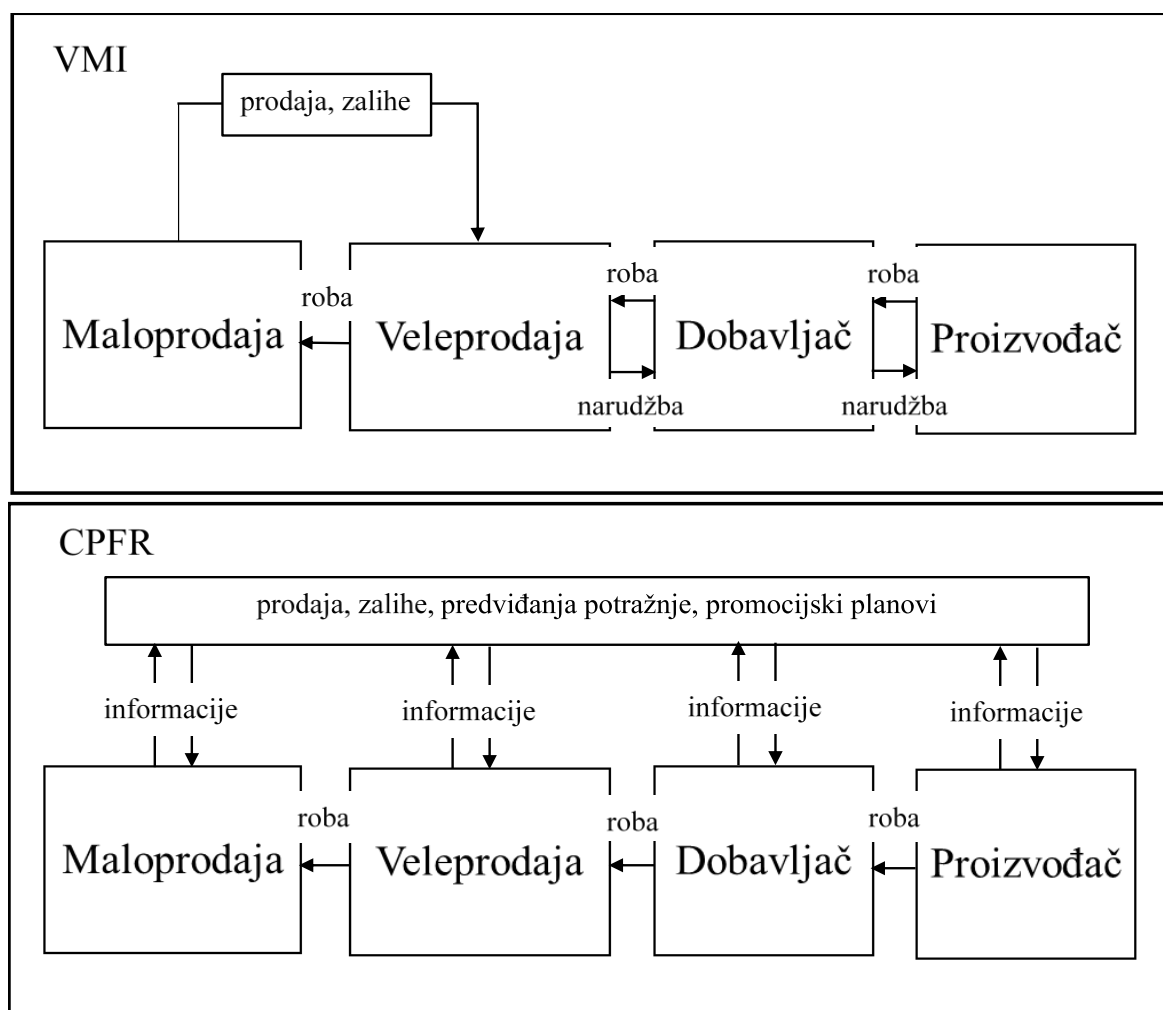 VMI
prodaja, zalihe
roba
roba
roba
Maloprodaja
Veleprodaja
Dobavljač
Proizvođač
narudžba
narudžba
CPFR
prodaja, zalihe, predviđanja potražnje, promocijski planovi
informacije
informacije
informacije
informacije
roba
roba
roba
Maloprodaja
Veleprodaja
Dobavljač
Proizvođač